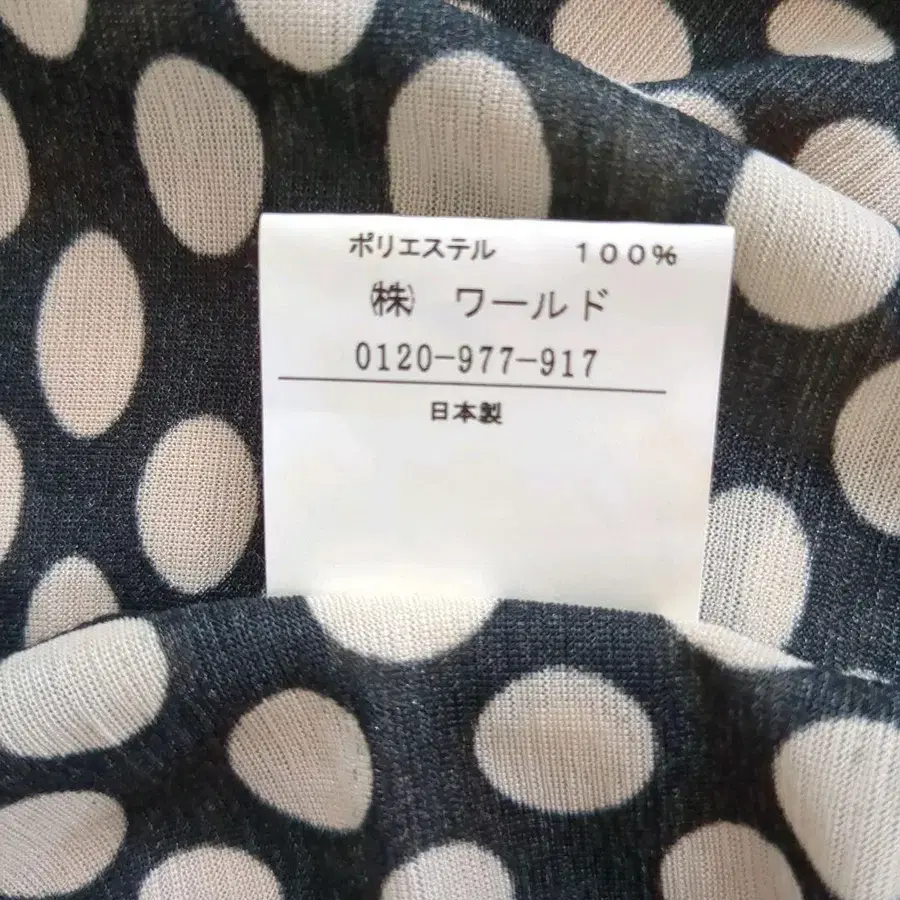 ポリエステル　　１００％
㈱　ワールド
0120-977-917
日本製